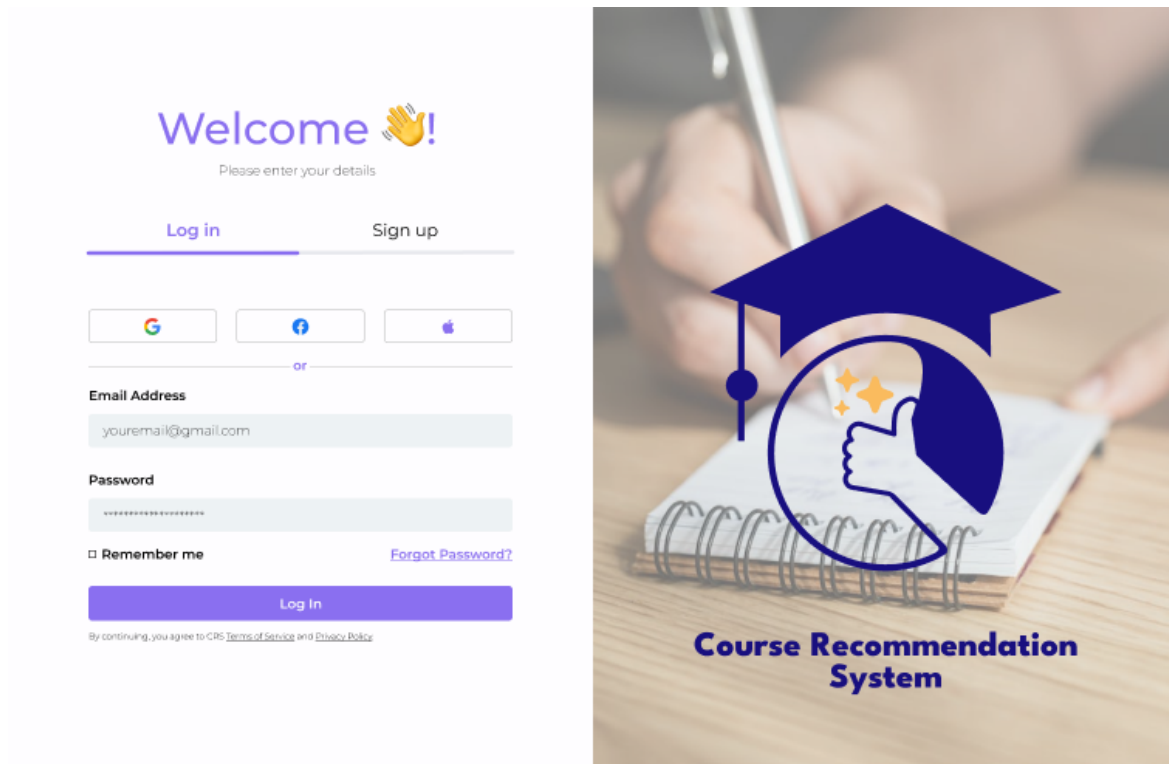 Welcome 👋!
Please enter your details
Log in
Sign up
or
Email Address
youremail@gmail.com
Password
********************
Remember me
Forgot Password?
Log In
By continuing, you agree to CRS Terms of Service and Privacy Policy
Course Recommendation
System